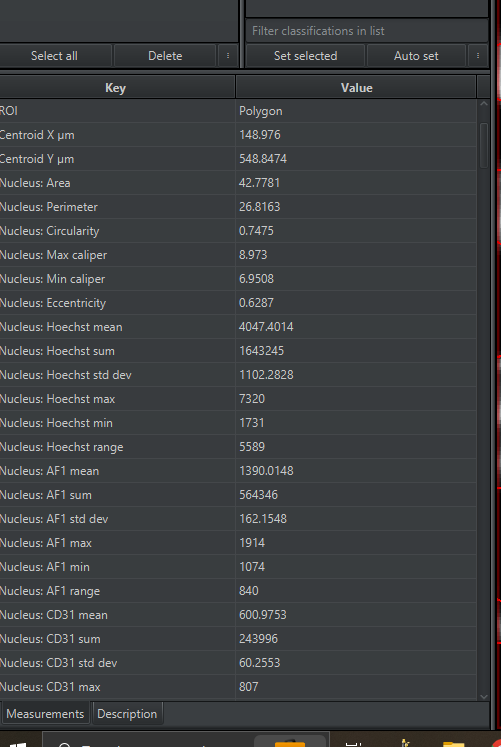 Filter classifications in list
Select all Delete Set selected Auto set
Key Value
ROI Polygon
Centroid X µm 148.976
Centroid Y µm 548.8474
Nucleus: Area 42.7781
Nucleus: Perimeter 26.8163
Nucleus: Circularity 0.7475
Nucleus: Max caliper 8.973
Nucleus: Min caliper 6.9508
Nucleus: Eccentricity 0.6287
Nucleus: Hoechst mean 4047.4014
Nucleus: Hoechst sum 1643245
Nucleus: Hoechst std dev 1102.2828
Nucleus: Hoechst max 7320
Nucleus: Hoechst min 1731
Nucleus: Hoechst range 5589
Nucleus: AF1 mean 1390.0148
Nucleus: AF1 sum 564346
Nucleus: AF1 std dev 162.1548
Nucleus: AF1 max 1914
Nucleus: AF1 min 1074
Nucleus: AF1 range 840
Nucleus: CD31 mean 600.9753
Nucleus: CD31 sum 243996
Nucleus: CD31 std dev 60.2553
Nucleus: CD31 max 807
Measurements Description